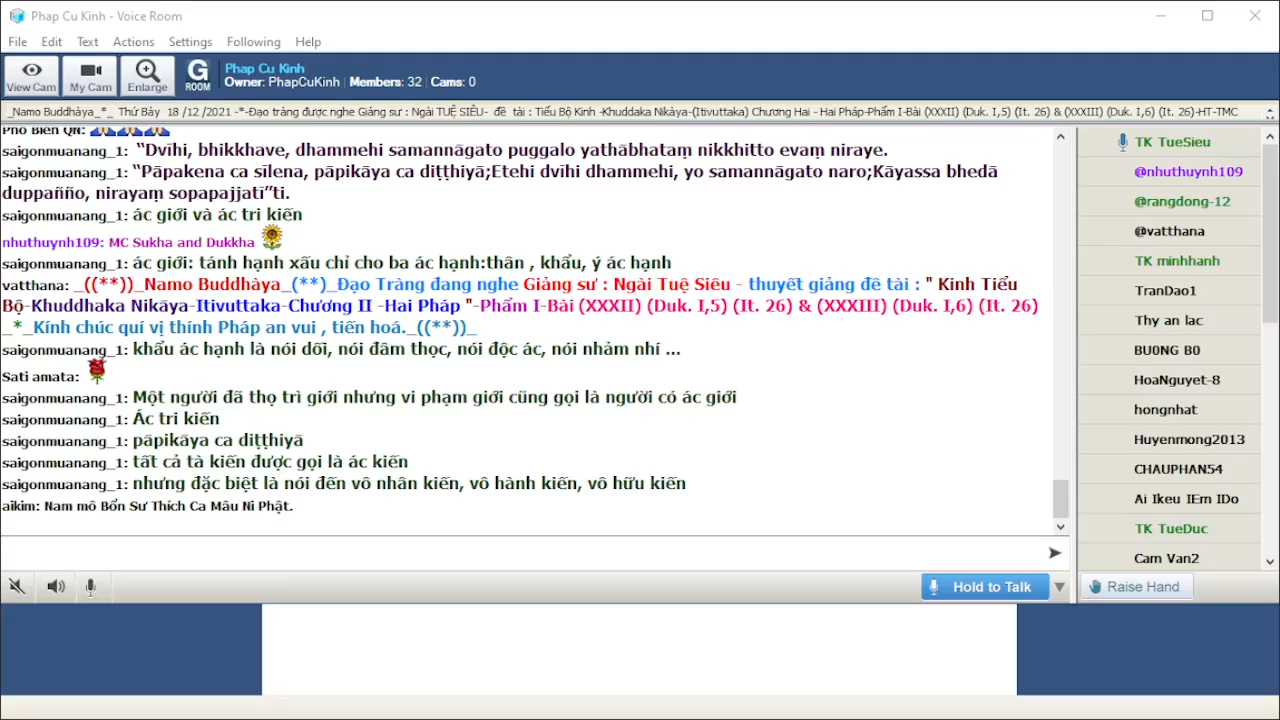 Phap Cu Kinh - Voice Room
File Edit Text Actions Settings Following Help
View Cam My Cam Enlarge G ROOM
Phap Cu Kinh
Owner: PhapCuKinh Members: 32 Cams: 0
_Namo Buddhàya_*_ Thứ Bảy 18 /12 /2021 -*-Đạo tràng được nghe Giảng sư : Ngài TUỆ SIÊU- đề tài : Tiểu Bộ Kinh -Khuddaka Nikàya-(Itivuttaka) Chương Hai - Hai Pháp-Phẩm I-Bài (XXXII) (Duk. I,5) (It. 26) & (XXXIII) (Duk. I,6) (It. 26)-HT-TMC
Pho Bien QN:
saigonmuanang_1: “Dvīhi, bhikkhave, dhammehi samannāgato puggalo yathābhataṃ nikkhitto evaṃ niraye.
saigonmuanang_1: “Pāpakena ca sīlena, pāpikāya ca diṭṭhiyā;Etehi dvīhi dhammehi, yo samannāgato naro;Kāyassa bhedā
duppañño, nirayaṃ sopapajjatī”ti.
saigonmuanang_1: ác giới và ác tri kiến
nhuthuynh109: MC Sukha and Dukkha
saigonmuanang_1: ác giới: tánh hạnh xấu chỉ cho ba ác hạnh:thân , khẩu, ý ác hạnh
vatthana: _((**))_Namo Buddhàya_(**)_Đạo Tràng đang nghe Giảng sư : Ngài Tuệ Siêu - thuyết giảng đề tài : " Kinh Tiểu
Bộ-Khuddhaka Nikāya-Itivuttaka-Chương II -Hai Pháp "-Phẩm I-Bài (XXXII) (Duk. I,5) (It. 26) & (XXXIII) (Duk. I,6) (It. 26)
_*_Kính chúc quí vị thính Pháp an vui , tiến hoá._((**))_
saigonmuanang_1: khẩu ác hạnh là nói dối, nói đâm thọc, nói độc ác, nói nhảm nhí ...
Sati amata:
saigonmuanang_1: Một người đã thọ trì giới nhưng vi phạm giới cũng gọi là người có ác giới
saigonmuanang_1: Ác tri kiến
saigonmuanang_1: pāpikāya ca diṭṭhiyā
saigonmuanang_1: tất cả tà kiến được gọi là ác kiến
saigonmuanang_1: nhưng đặc biệt là nói đến vô nhân kiến, vô hành kiến, vô hữu kiến
aikim: Nam mô Bổn Sư Thích Ca Mâu Ni Phật.
Hold to Talk
TK TueSieu
@nhuthuynh109
@rangdong-12
@vatthana
TK minhhanh
TranDao1
Thy an lac
BU0NG B0
HoaNguyet-8
hongnhat
Huyenmong2013
CHAUPHAN54
Ai Ikeu IErn IDo
TK TueDuc
Cam Van2
Raise Hand